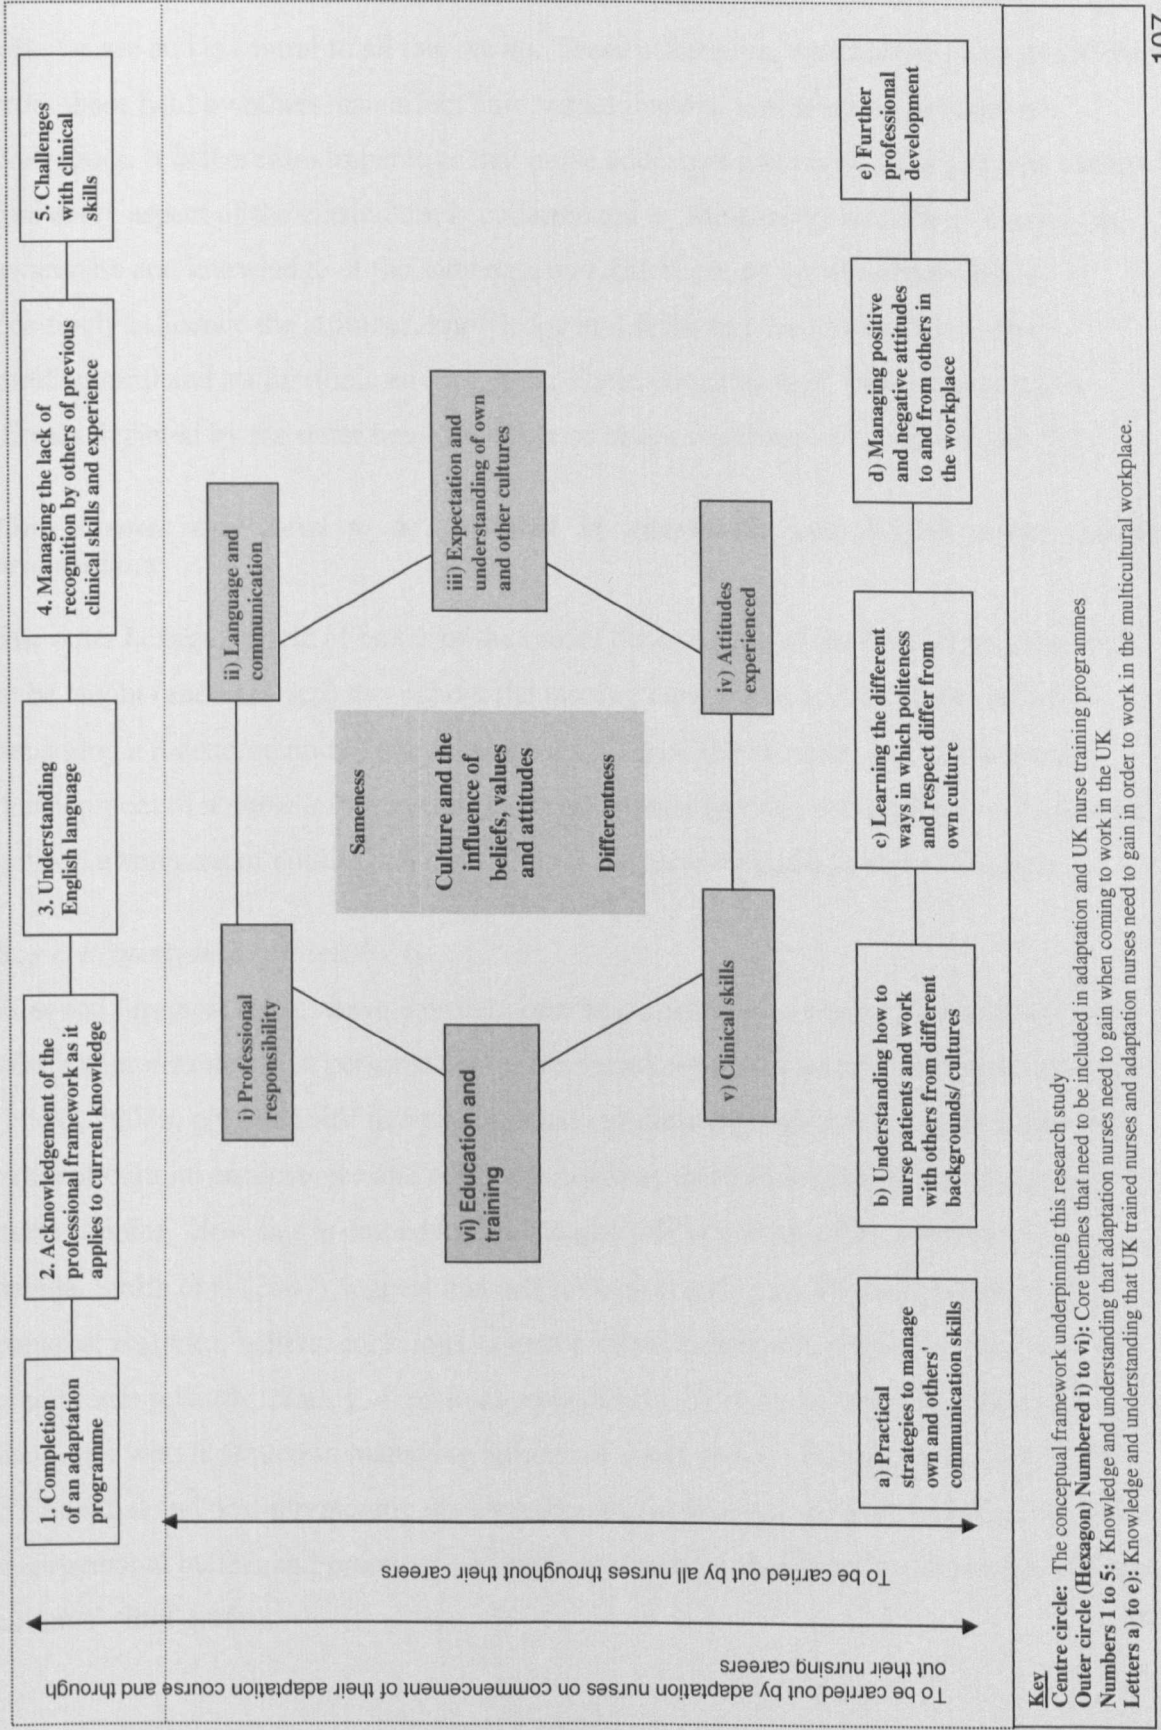 1. Completion
of an adaptation
programme
2. Acknowledgement of the
professional framework as it
applies to current knowledge
3. Understanding
English language
4. Managing the lack of
recognition by others of previous
clinical skills and experience
5. Challenges
with clinical
skills
i) Professional
responsibility
ii) Language and
communication
iii) Expectation and
understanding of own
and other cultures
iv) Attitudes
experienced
v) Clinical skills
vi) Education and
training
Sameness
Culture and the
influence of
beliefs, values
and attitudes
Differentness
a) Practical
strategies to manage
own and others'
communication skills
b) Understanding how to
nurse patients and work
with others from different
backgrounds/ cultures
c) Learning the different
ways in which politeness
and respect differ from
own culture
d) Managing positive
and negative attitudes
to and from others in
the workplace
e) Further
professional
development
To be carried out by all nurses throughout their careers
To be carried out by adaptation nurses on commencement of their adaptation course and through
out their nursing careers
Key
Centre circle: The conceptual framework underpinning this research study
Outer circle (Hexagon) Numbered i) to vi): Core themes that need to be included in adaptation and UK nurse training programmes
Numbers 1 to 5: Knowledge and understanding that adaptation nurses need to gain when coming to work in the UK
Letters a) to e): Knowledge and understanding that UK trained nurses and adaptation nurses need to gain in order to work in the multicultural workplace.